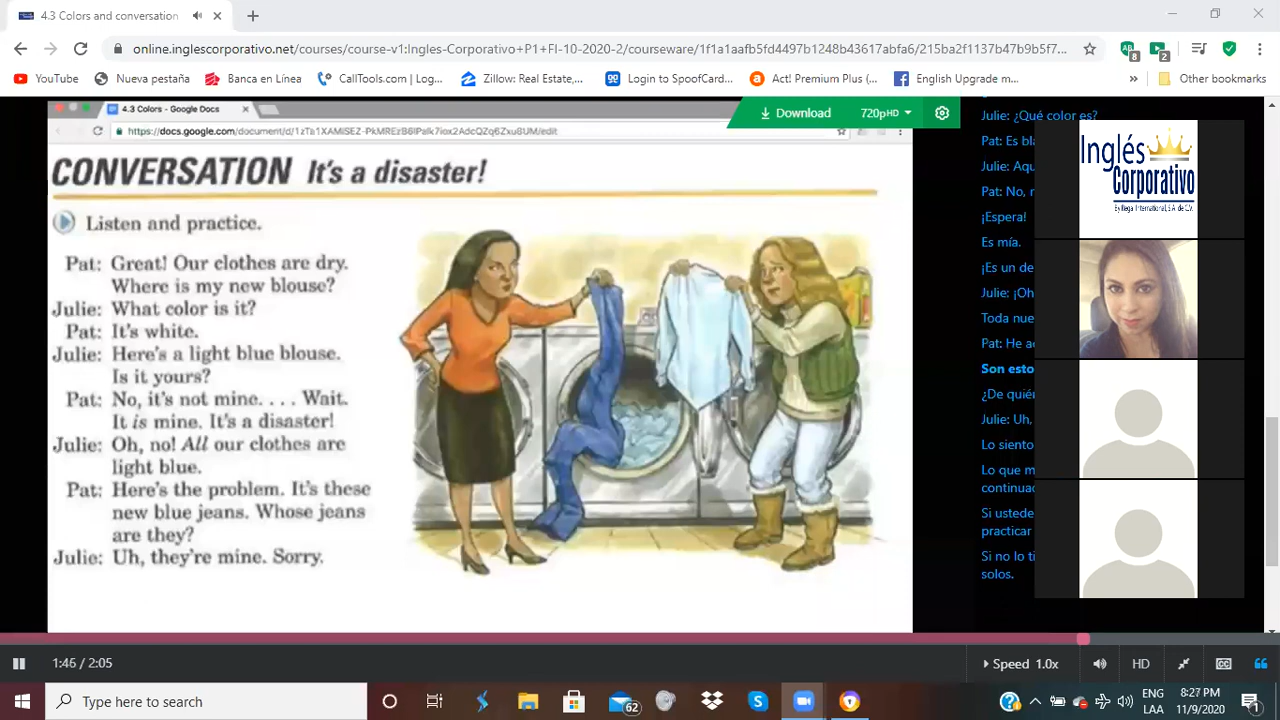 4.3 Colors and conversation
online.inglescorporativo.net/courses/course-v1:Ingles-Corporativo+P1+FI-10-2020-2/courseware/1f1a1aafb5fd4497b1248b43617abfa6/215ba2f1137b47b9b5f7...
8
2
YouTube
Nueva pestaña
Banca en Línea
CallTools.com | Log...
Zillow: Real Estate,...
Login to SpoofCard...
Act! Premium Plus (...
English Upgrade m...
»
Other bookmarks
4.3 Colors - Google Docs
Download
720pHD
CONVERSATION It's a disaster!
Listen and practice.
Pat: Great! Our clothes are dry.
Where is my new blouse?
Julie: What color is it?
Pat: It's white.
Julie: Here's a light blue blouse.
Is it yours?
Pat: No, it's not mine. . . . Wait.
It is mine. It's a disaster!
Julie: Oh, no! All our clothes are
light blue.
Pat: Here's the problem. It's these
new blue jeans. Whose jeans
are they?
Julie: Uh, they're mine. Sorry.
Julie: ¿Qué color es?
Pat: Es bla
Julie: Aqu
Pat: No, n
¡Espera!
Es mía.
¡Es un de
Julie: ¡Oh
Toda nue
Pat: He a
Son esto
¿De quién
Julie: Uh,
Lo siento
Lo que m
continuac
Si ustede
practicar
Si no lo ti
solos.
Inglés
Corporativo
1:46 / 2:05
Speed 1.0x
HD
CC
Type here to search
62
ENG
LAA
8:27 PM
11/9/2020
1